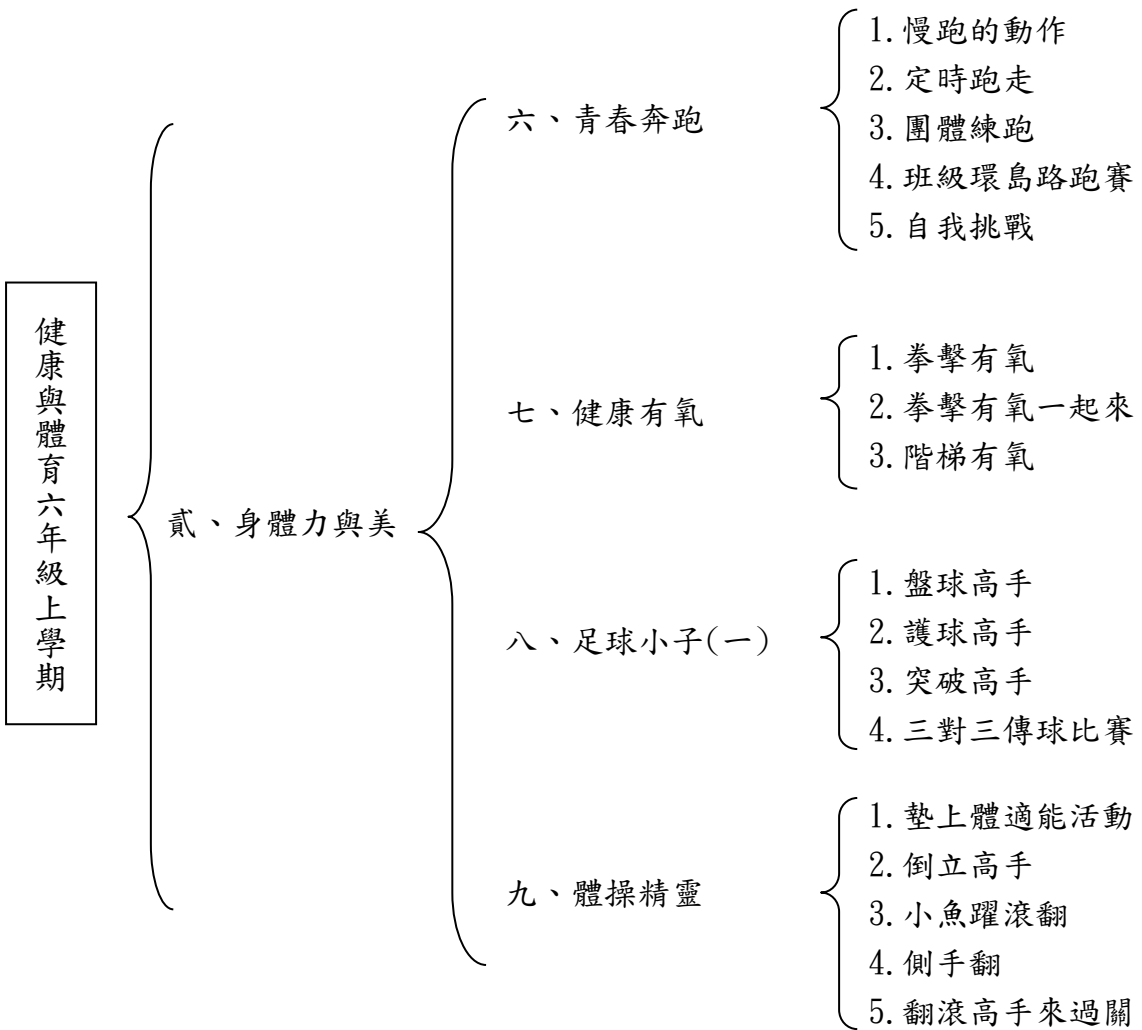 健康與體育六年級上學期
貳、身體力與美
六、青春奔跑
1.慢跑的動作
2.定時跑走
3.團體練跑
4.班級環島路跑賽
5.自我挑戰
七、健康有氧
1.拳擊有氧
2.拳擊有氧一起來
3.階梯有氧
八、足球小子(一)
1.盤球高手
2.護球高手
3.突破高手
4.三對三傳球比賽
九、體操精靈
1.墊上體適能活動
2.倒立高手
3.小魚躍滾翻
4.側手翻
5.翻滾高手來過關